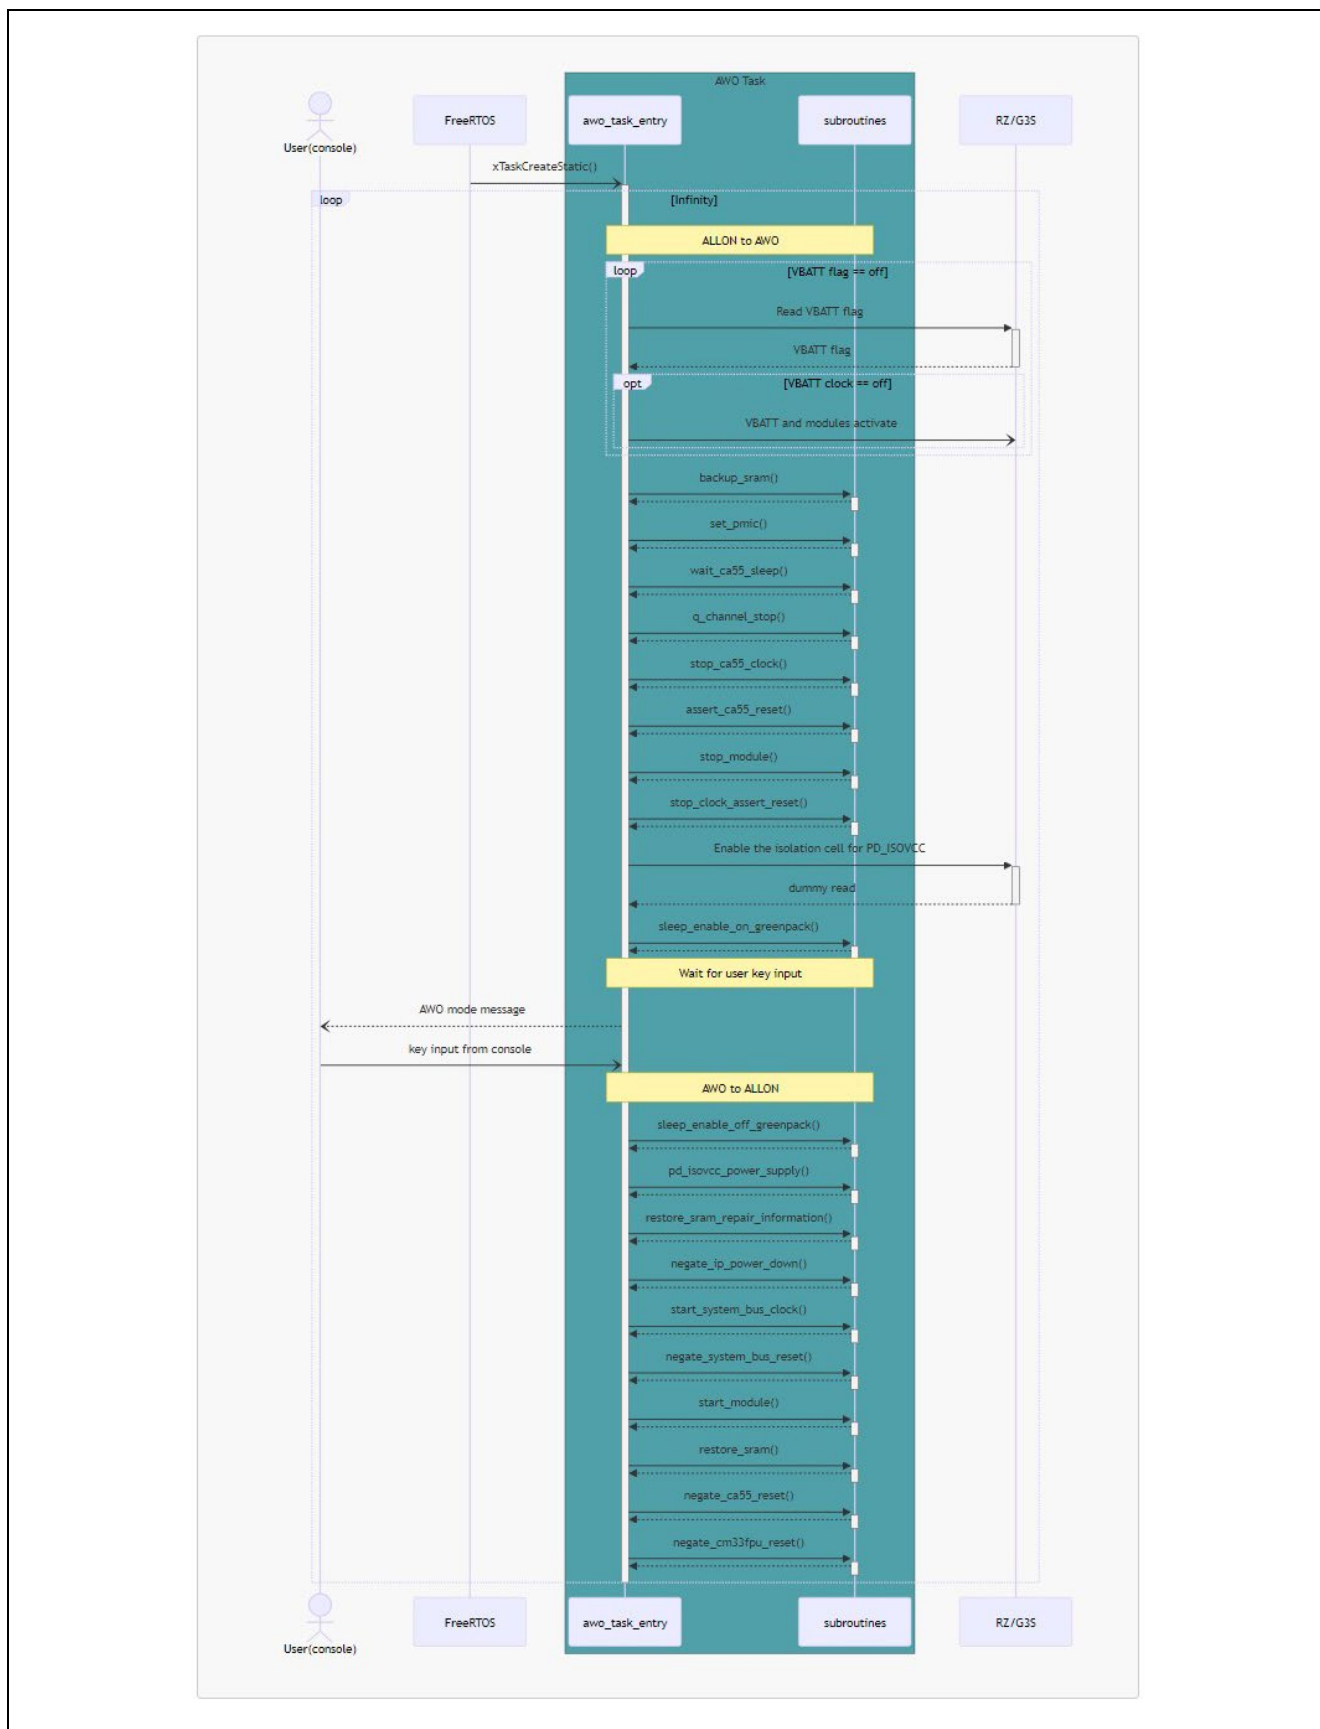 AWO Task
User(console)
FreeRTOS
awo_task_entry
subroutines
RZ/G3S
xTaskCreateStatic()
loop
[Infinity]
ALLON to AWO
loop
[VBATT flag == off]
Read VBATT flag
VBATT flag
opt
[VBATT clock == off]
VBATT and modules activate
backup_sram()
set_pmic()
wait_ca55_sleep()
q_channel_stop()
stop_ca55_clock()
assert_ca55_reset()
stop_module()
stop_clock_assert_reset()
Enable the isolation cell for PD_ISOVCC
dummy read
sleep_enable_on_greenpack()
Wait for user key input
AWO mode message
key input from console
AWO to ALLON
sleep_enable_off_greenpack()
pd_isovcc_power_supply()
restore_sram_repair_information()
negate_ip_power_down()
start_system_bus_clock()
negate_system_bus_reset()
start_module()
restore_sram()
negate_ca55_reset()
negate_cm33fpu_reset()
User(console)
FreeRTOS
awo_task_entry
subroutines
RZ/G3S